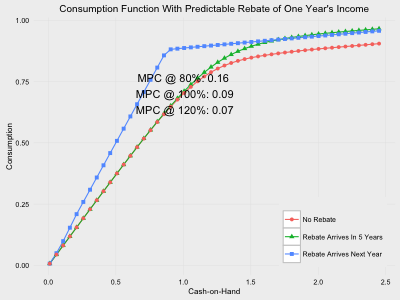 Consumption Function With Predictable Rebate of One Year's Income
1.00
0.75
0.50
0.25
0.00
Consumption
MPC @ 80%: 0.16
MPC @ 100%: 0.09
MPC @ 120%: 0.07
No Rebate
Rebate Arrives In 5 Years
Rebate Arrives Next Year
0.0 0.5 1.0 1.5 2.0 2.5
Cash-on-Hand